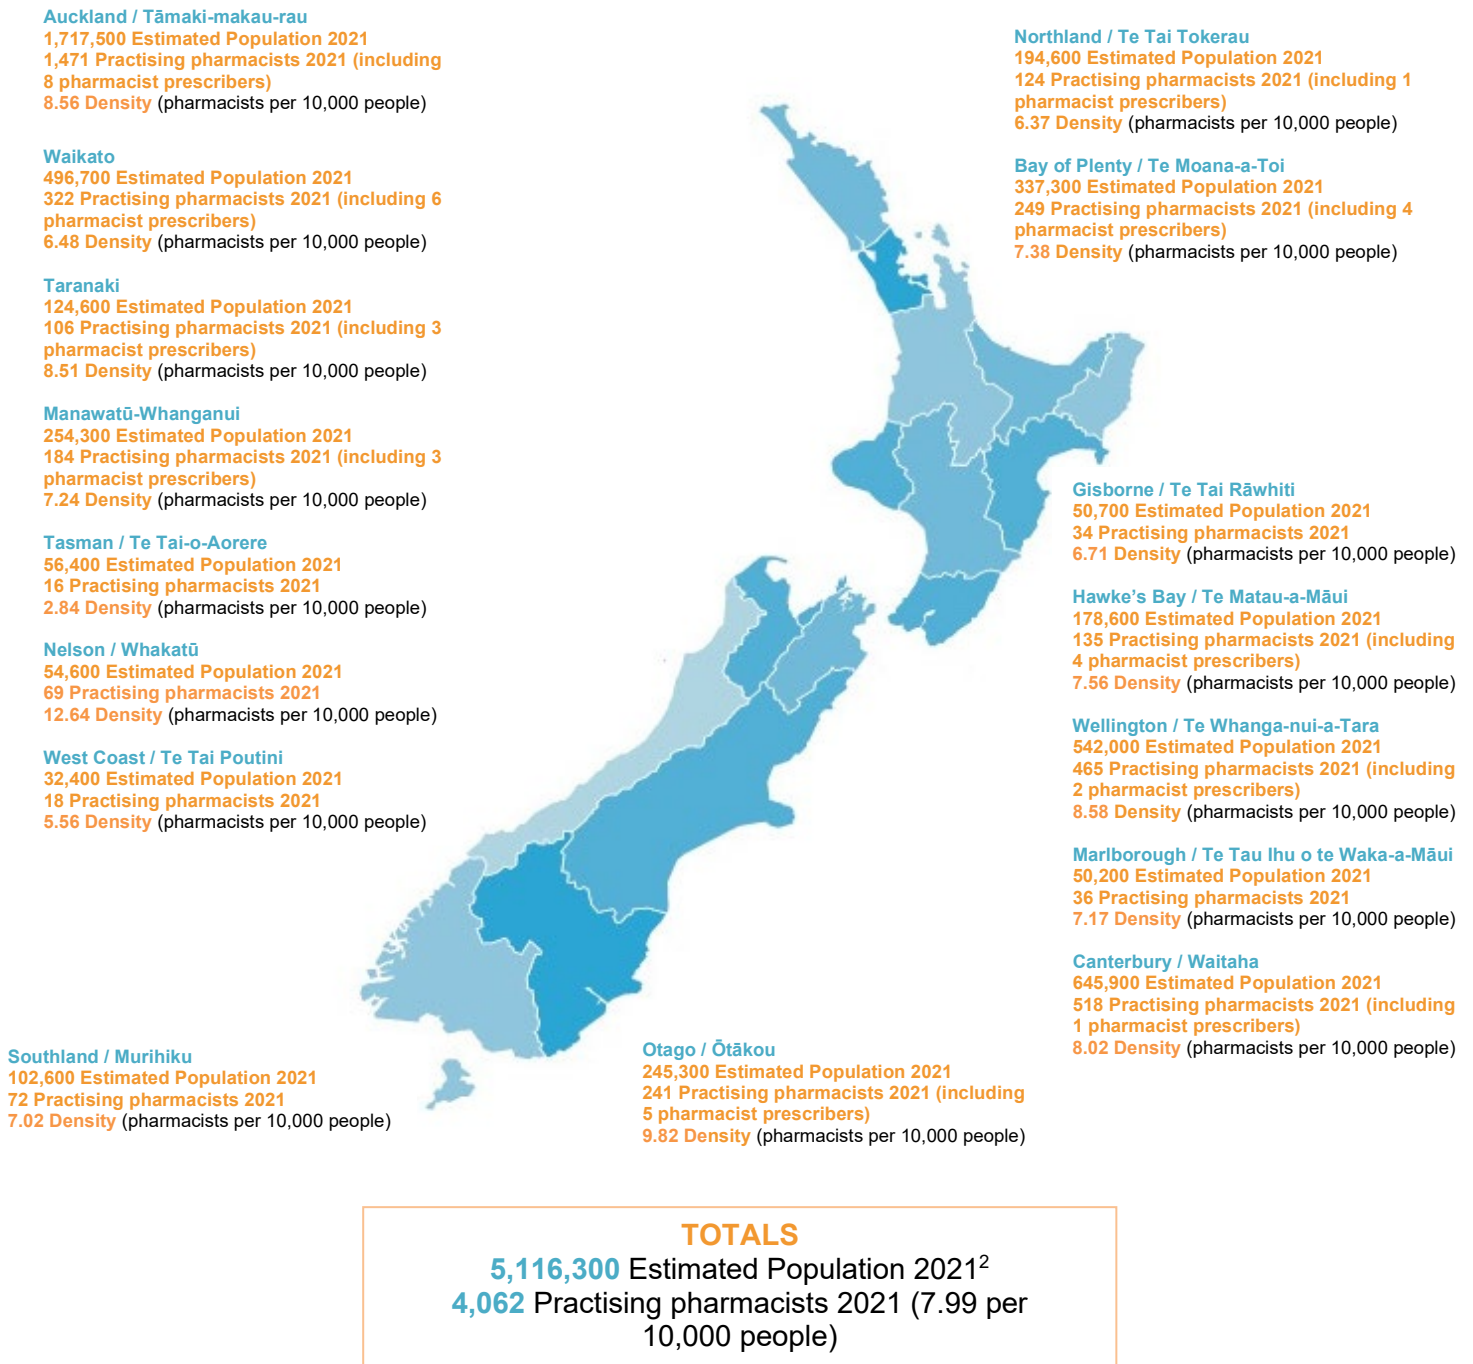 Auckland / Tāmaki-makau-rau
1,717,500 Estimated Population 2021
1,471 Practising pharmacists 2021 (including
8 pharmacist prescribers)
8.56 Density (pharmacists per 10,000 people)
Waikato
496,700 Estimated Population 2021
322 Practising pharmacists 2021 (including 6
pharmacist prescribers)
6.48 Density (pharmacists per 10,000 people)
Taranaki
124,600 Estimated Population 2021
106 Practising pharmacists 2021 (including 3
pharmacist prescribers)
8.51 Density (pharmacists per 10,000 people)
Manawatū-Whanganui
254,300 Estimated Population 2021
184 Practising pharmacists 2021 (including 3
pharmacist prescribers)
7.24 Density (pharmacists per 10,000 people)
Tasman / Te Tai-o-Aorere
56,400 Estimated Population 2021
16 Practising pharmacists 2021
2.84 Density (pharmacists per 10,000 people)
Nelson / Whakatū
54,600 Estimated Population 2021
69 Practising pharmacists 2021
12.64 Density (pharmacists per 10,000 people)
West Coast / Te Tai Poutini
32,400 Estimated Population 2021
18 Practising pharmacists 2021
5.56 Density (pharmacists per 10,000 people)
Southland / Murihiku
102,600 Estimated Population 2021
72 Practising pharmacists 2021
7.02 Density (pharmacists per 10,000 people)
Northland / Te Tai Tokerau
194,600 Estimated Population 2021
124 Practising pharmacists 2021 (including 1
pharmacist prescribers)
6.37 Density (pharmacists per 10,000 people)
Bay of Plenty / Te Moana-a-Toi
337,300 Estimated Population 2021
249 Practising pharmacists 2021 (including 4
pharmacist prescribers)
7.38 Density (pharmacists per 10,000 people)
Gisborne / Te Tai Rāwhiti
50,700 Estimated Population 2021
34 Practising pharmacists 2021
6.71 Density (pharmacists per 10,000 people)
Hawke’s Bay / Te Matau-a-Māui
178,600 Estimated Population 2021
135 Practising pharmacists 2021 (including
4 pharmacist prescribers)
7.56 Density (pharmacists per 10,000 people)
Wellington / Te Whanga-nui-a-Tara
542,000 Estimated Population 2021
465 Practising pharmacists 2021 (including
2 pharmacist prescribers)
8.58 Density (pharmacists per 10,000 people)
Marlborough / Te Tau Ihu o te Waka-a-Māui
50,200 Estimated Population 2021
36 Practising pharmacists 2021
7.17 Density (pharmacists per 10,000 people)
Canterbury / Waitaha
645,900 Estimated Population 2021
518 Practising pharmacists 2021 (including
1 pharmacist prescribers)
8.02 Density (pharmacists per 10,000 people)
Otago / Ōtākou
245,300 Estimated Population 2021
241 Practising pharmacists 2021 (including
5 pharmacist prescribers)
9.82 Density (pharmacists per 10,000 people)
TOTALS
5,116,300 Estimated Population 2021²
4,062 Practising pharmacists 2021 (7.99 per
10,000 people)